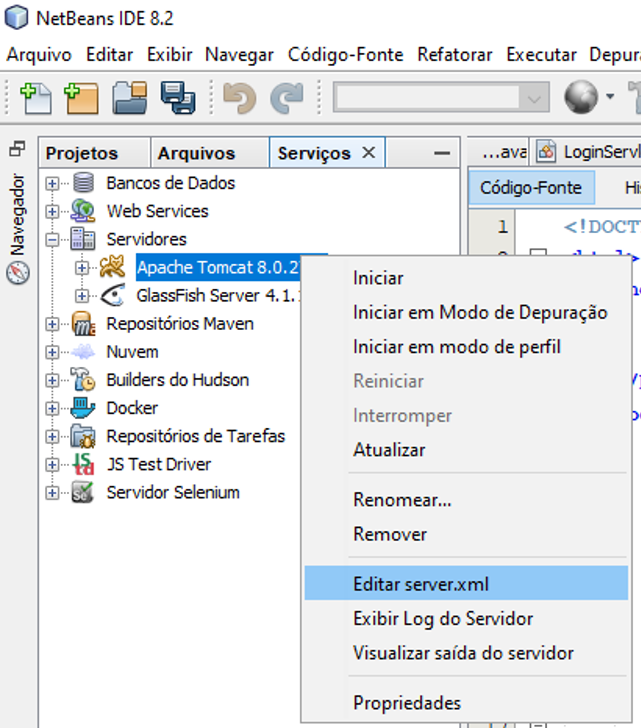 NetBeans IDE 8.2
Arquivo Editar Exibir Navegar Código-Fonte Refatorar Executar
Projetos Arquivos Serviços
...ava
Navegador
Código-Fonte
Bancos de Dados
Web Services
Servidores
Apache Tomcat 8.0.2
GlassFish Server 4.1.
Repositórios Maven
Nuvem
Builders do Hudson
Docker
Repositórios de Tarefas
JS Test Driver
Servidor Selenium
1 <!DOCT
Iniciar
Iniciar em Modo de Depuração
Iniciar em modo de perfil
Reiniciar
Interromper
Atualizar
Renomear...
Remover
Editar server.xml
Exibir Log do Servidor
Visualizar saída do servidor
Propriedades